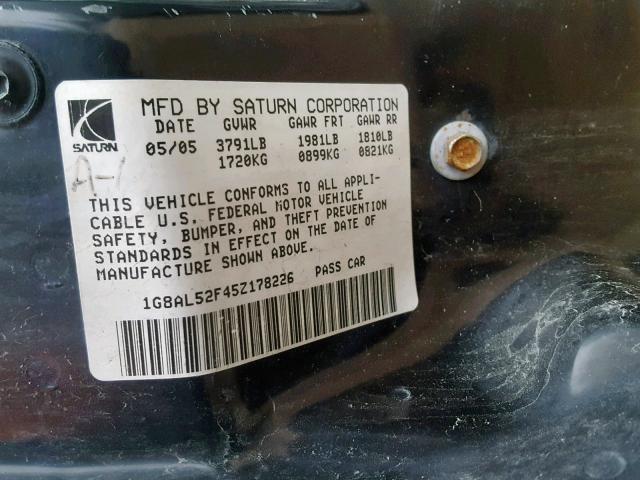 MFD BY SATURN CORPORATION
DATE GVWR GAWR FRT GAWR RR
05/05 3791LB 1981LB 1810LB
1720KG 0899KG 0821KG
SATURN
A-1
THIS VEHICLE CONFORMS TO ALL APPLI-
CABLE U.S. FEDERAL MOTOR VEHICLE
SAFETY, BUMPER, AND THEFT PREVENTION
STANDARDS IN EFFECT ON THE DATE OF
MANUFACTURE SHOWN ABOVE.
1G8AL52F45Z178226 PASS CAR